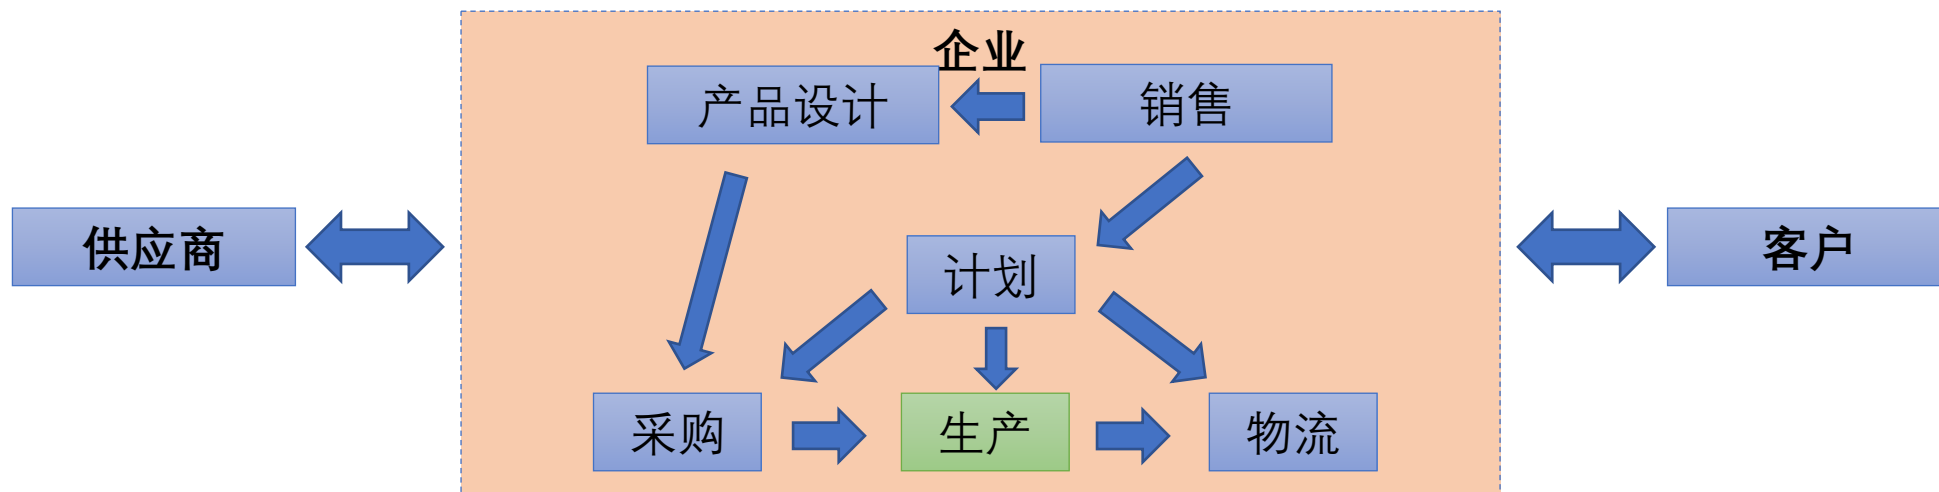 企业
产品设计
销售
供应商
计划
客户
采购
生产
物流